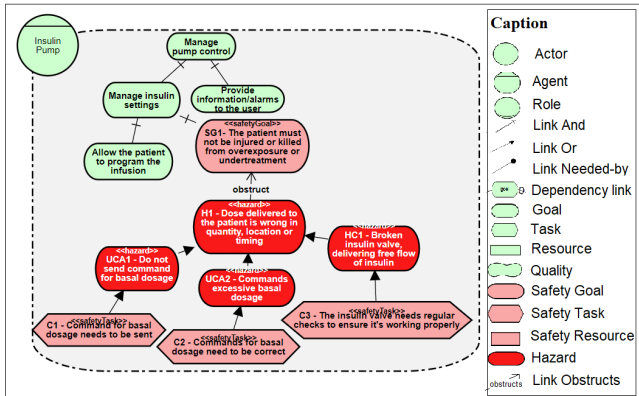 Insulin
Pump
Manage
pump control
Manage insulin
settings
Provide
information/alarms
to the user
Allow the patient
to program the
infusion
<<safetyGoal>>
SG1- The patient must
not be injured or killed
from overexposure or
undertreatment
obstruct
<<hazard>>
H1 - Dose delivered to
the patient is wrong in
quantity, location or
timing
<<hazard>>
HC1 - Broken
insulin valve,
delivering free flow
of insulin
<<hazard>>
UCA1 - Do not
send command
for basal dosage
<<hazard>>
UCA2 - Commands
excessive basal
dosage
<<safetyTask>>
C1 - Command for basal
dosage needs to be sent
<<safetyTask>>
C2 - Commands for basal
dosage need to be correct
<<safetyTask>>
C3 - The insulin valve needs regular
checks to ensure it's working properly
Caption
Actor
Agent
Role
Link And
Link Or
Link Needed-by
Dependency link
Goal
Task
Resource
Quality
Safety Goal
Safety Task
Safety Resource
Hazard
obstructs
Link Obstructs